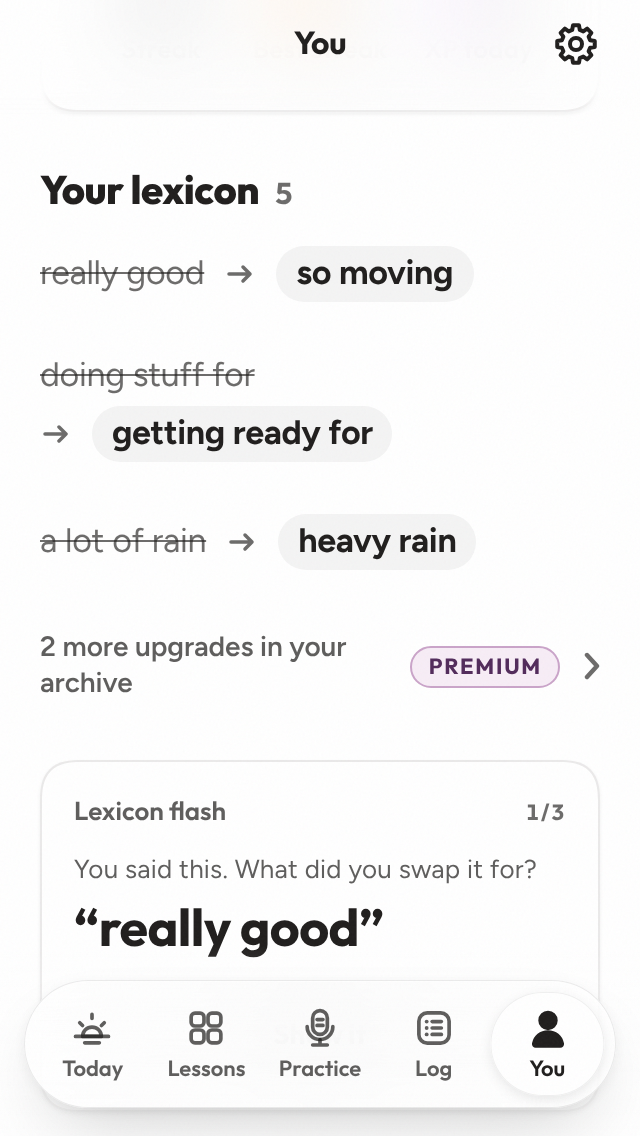 You
Your lexicon 5
really good → so moving
doing stuff for
→ getting ready for
a lot of rain → heavy rain
2 more upgrades in your
archive
PREMIUM
Lexicon flash 1/3
You said this. What did you swap it for?
“really good”
Today Lessons Practice Log You